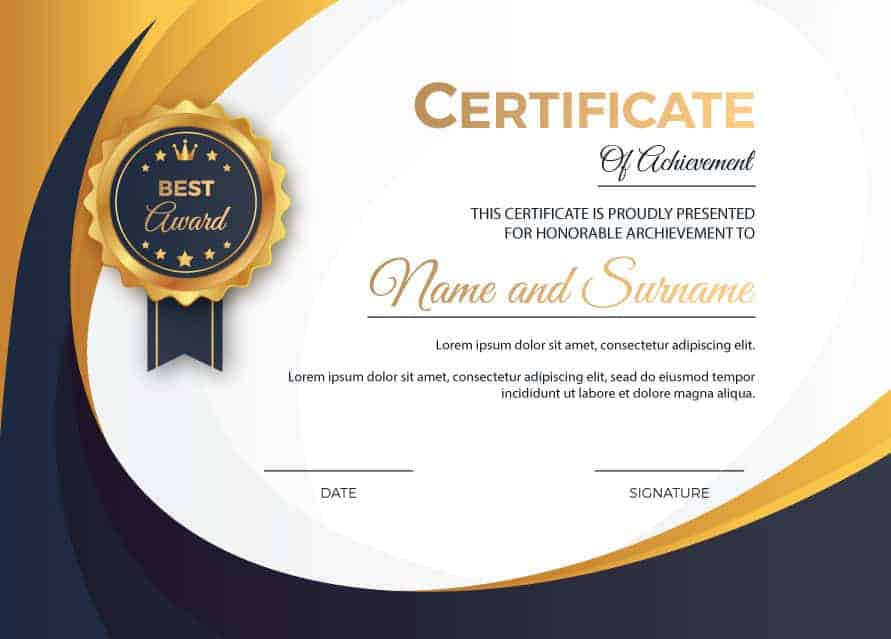 CERTIFICATE
Of Achievement
THIS CERTIFICATE IS PROUDLY PRESENTED
FOR HONORABLE ARCHIEVEMENT TO
Name and Surname
Lorem ipsum dolor sit amet, consectetur adipiscing elit.
Lorem ipsum dolor sit amet, consectetur adipiscing elit, sead do eiusmod tempor
incididunt ut labore et dolore magna aliqua.
DATE
SIGNATURE
BEST
Award